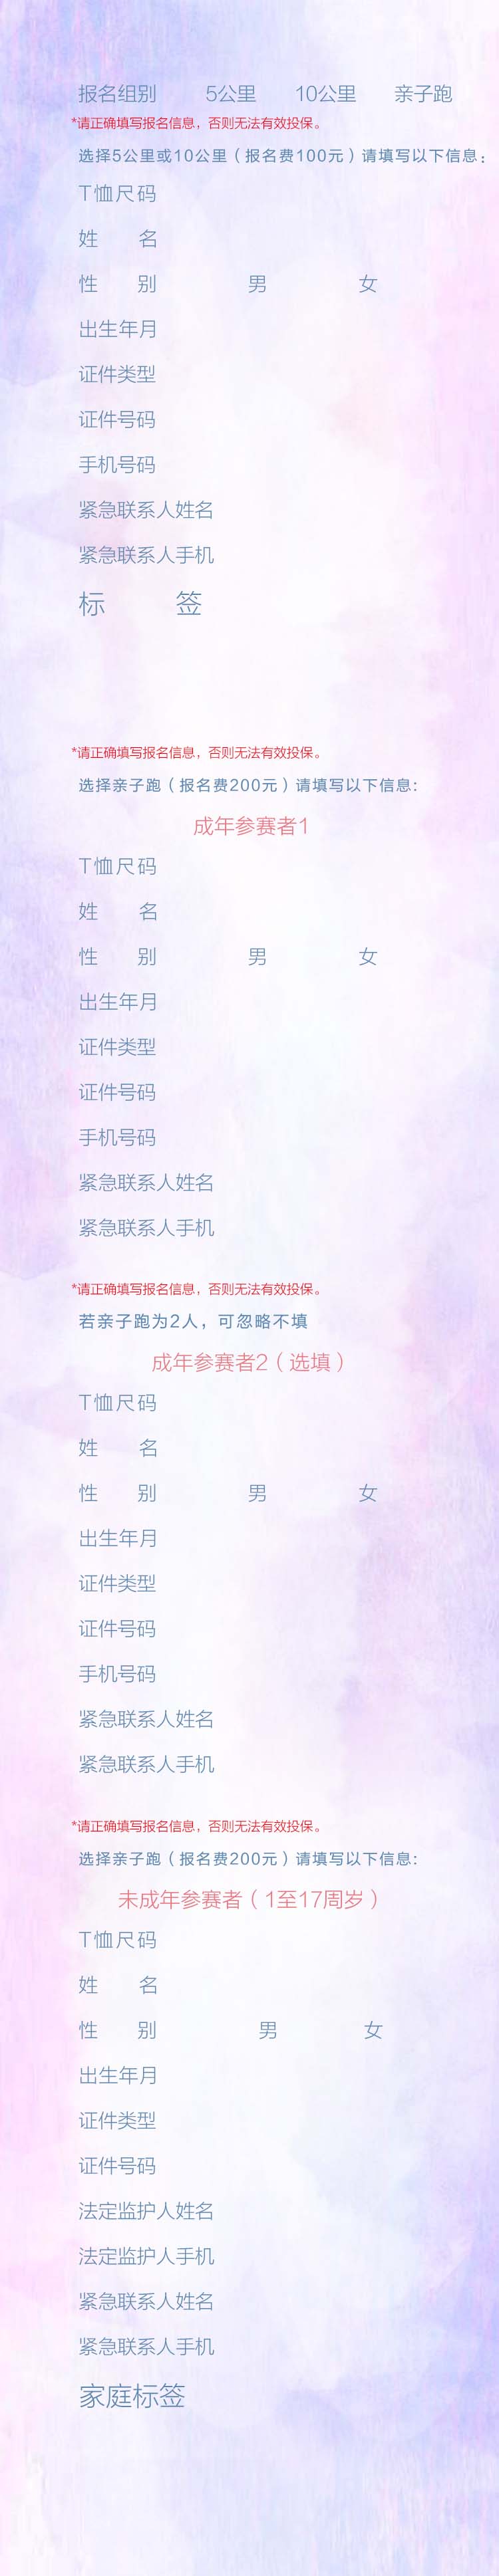 报名组别 5公里 10公里 亲子跑
*请正确填写报名信息，否则无法有效投保。
选择5公里或10公里（报名费100元）请填写以下信息：
T恤尺码
姓 名
性 别 男 女
出生年月
证件类型
证件号码
手机号码
紧急联系人姓名
紧急联系人手机
标 签
*请正确填写报名信息，否则无法有效投保。
选择亲子跑（报名费200元）请填写以下信息：
成年参赛者1
T恤尺码
姓 名
性 别 男 女
出生年月
证件类型
证件号码
手机号码
紧急联系人姓名
紧急联系人手机
*请正确填写报名信息，否则无法有效投保。
若亲子跑为2人，可忽略不填
成年参赛者2（选填）
T恤尺码
姓 名
性 别 男 女
出生年月
证件类型
证件号码
手机号码
紧急联系人姓名
紧急联系人手机
*请正确填写报名信息，否则无法有效投保。
选择亲子跑（报名费200元）请填写以下信息：
未成年参赛者（1至17周岁）
T恤尺码
姓 名
性 别 男 女
出生年月
证件类型
证件号码
法定监护人姓名
法定监护人手机
紧急联系人姓名
紧急联系人手机
家庭标签